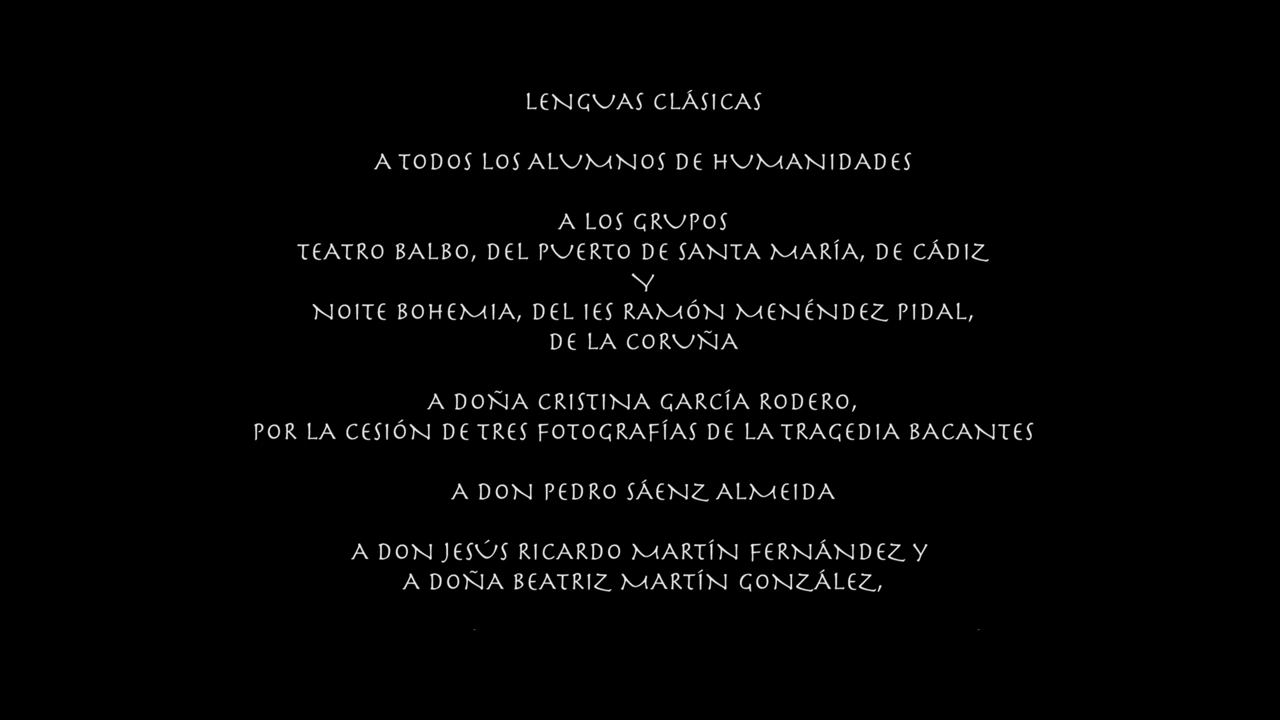 LENGUAS CLÁSICAS
A TODOS LOS ALUMNOS DE HUMANIDADES
A LOS GRUPOS
TEATRO BALBO, DEL PUERTO DE SANTA MARÍA, DE CÁDIZ
Y
NOITE BOHEMIA, DEL IES RAMÓN MENÉNDEZ PIDAL,
DE LA CORUÑA
A DOÑA CRISTINA GARCÍA RODERO,
POR LA CESIÓN DE TRES FOTOGRAFÍAS DE LA TRAGEDIA BACANTES
A DON PEDRO SÁENZ ALMEIDA
A DON JESÚS RICARDO MARTÍN FERNÁNDEZ Y
A DOÑA BEATRIZ MARTÍN GONZÁLEZ,